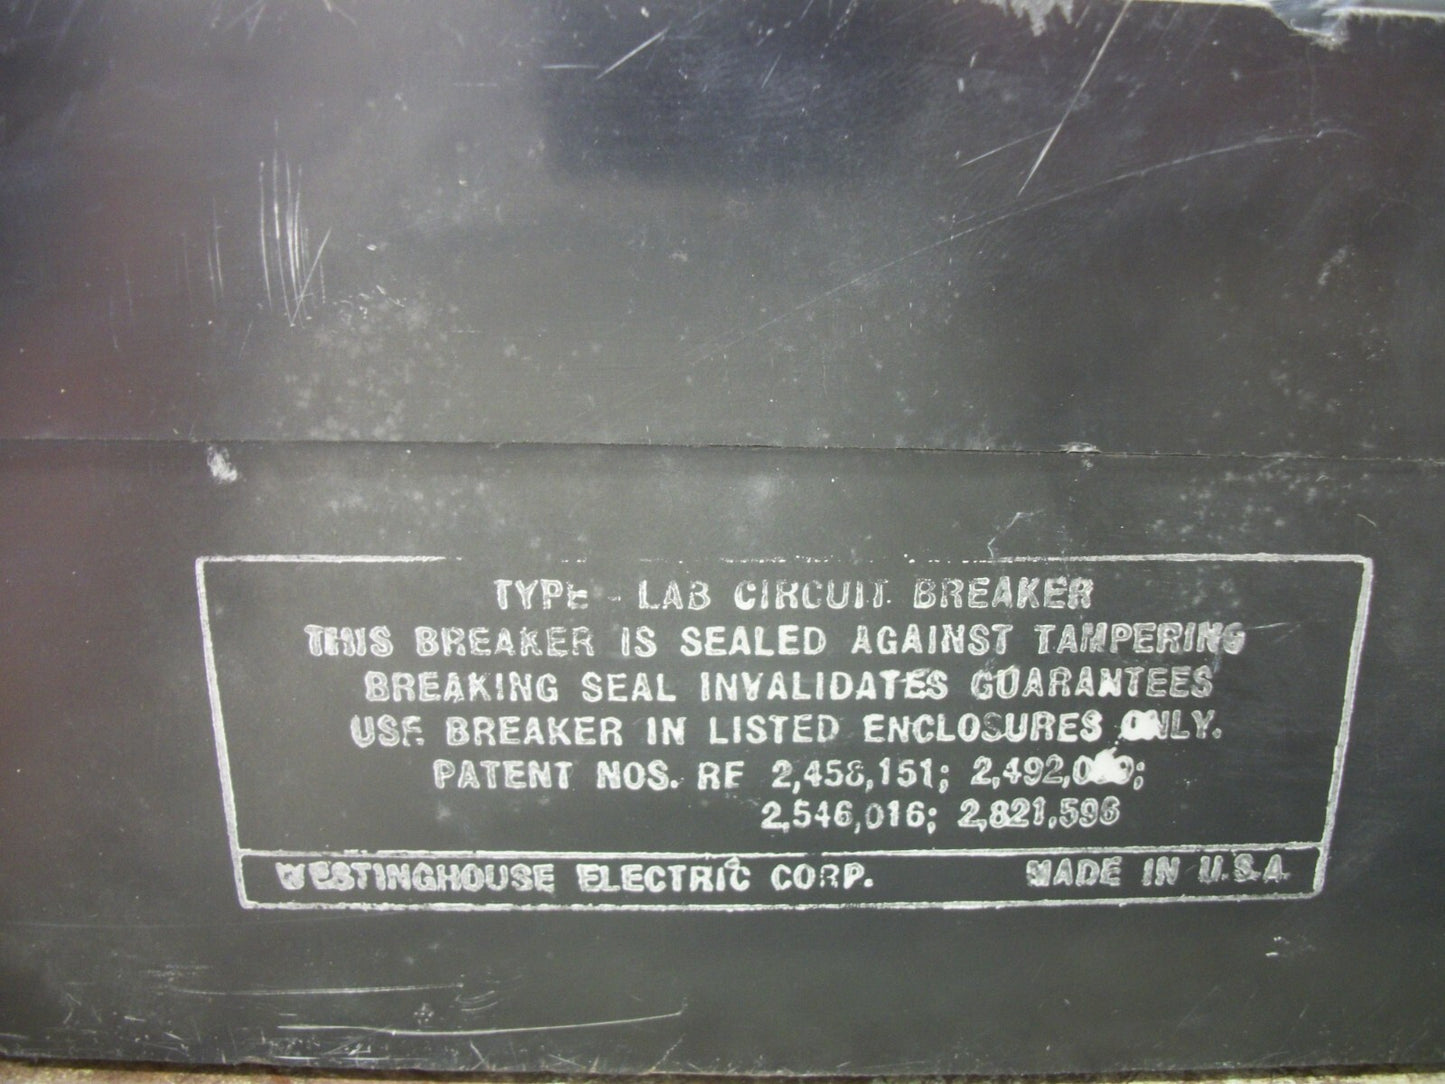 TYPE - LAB CIRCUIT BREAKER
THIS BREAKER IS SEALED AGAINST TAMPERING
BREAKING SEAL INVALIDATES GUARANTEES
USE BREAKER IN LISTED ENCLOSURES ONLY.
PATENT NOS. RE 2,458,151;
2,546,016; 2,821,596
WESTINGHOUSE ELECTRIC CORP. MADE IN U.S.A.